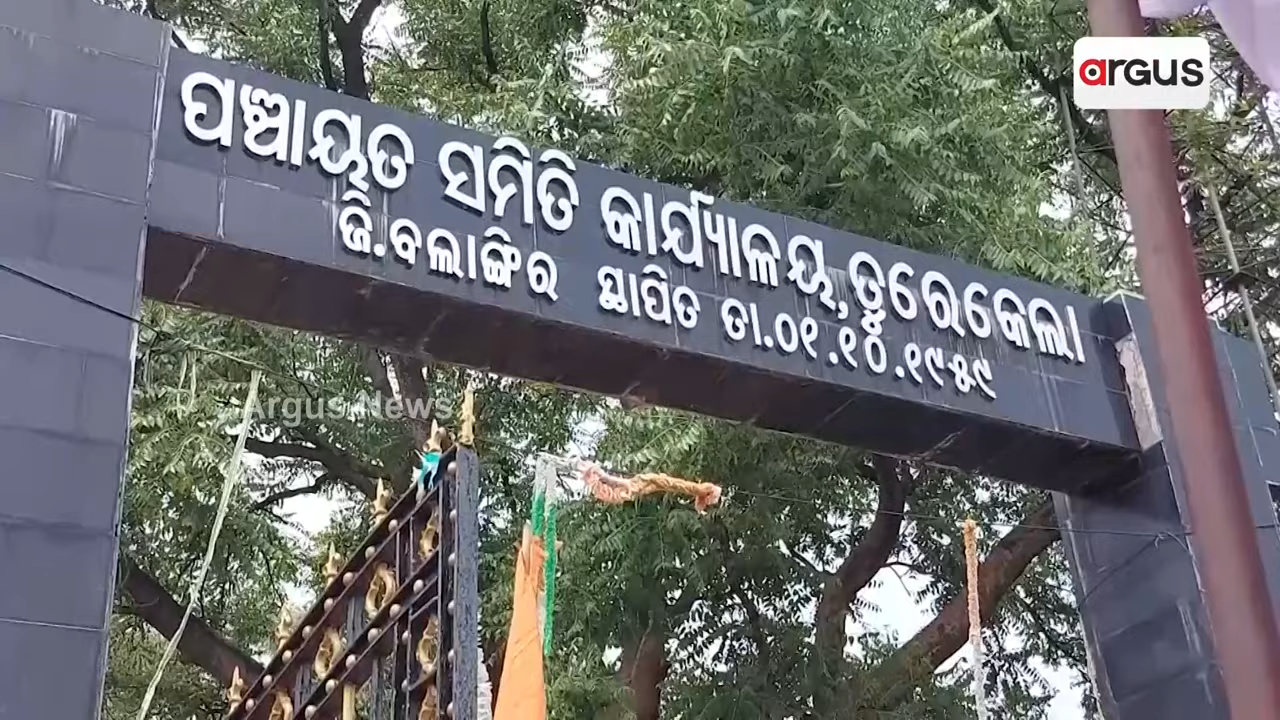 ପଞ୍ଚାୟତ ସମିତି କାର୍ଯ୍ୟାଳୟ, ତୁରେକେଲା
ଜି.ବଲାଙ୍ଗିର ସ୍ଥାପିତ ତା.୦୧.୧୦.୧୯୫୯
argus
Argus News